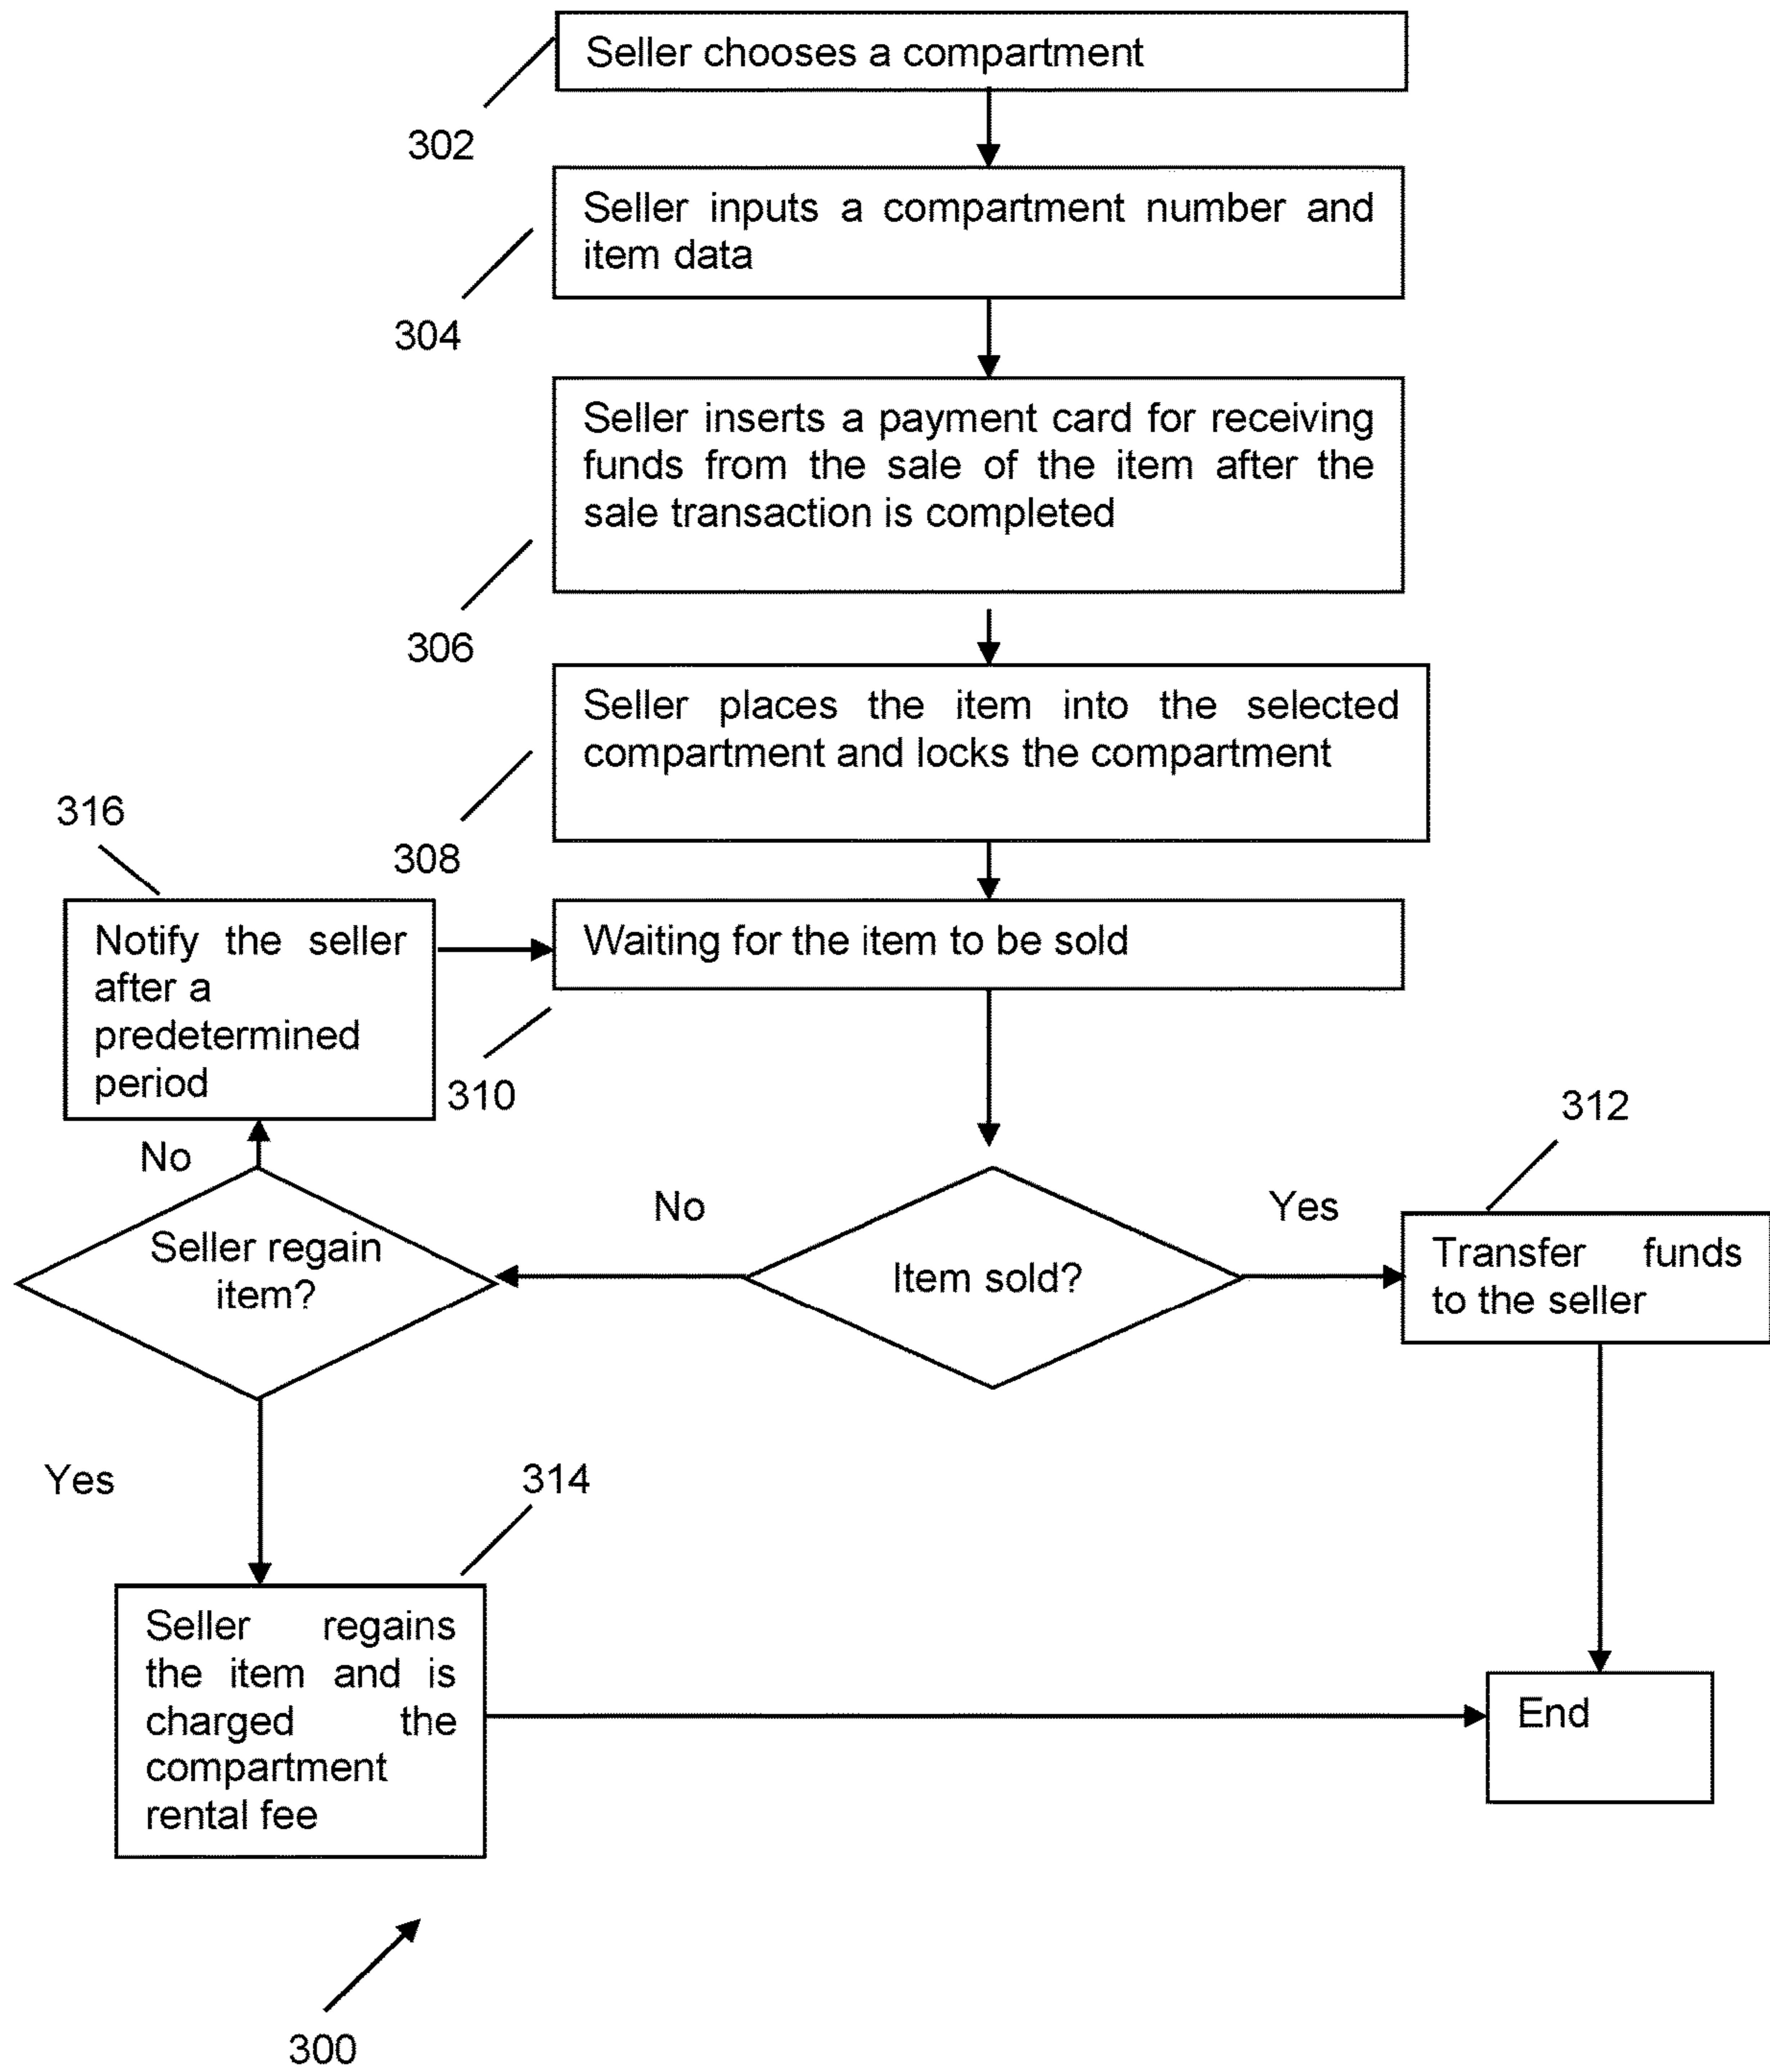 Seller chooses a compartment
302
Seller inputs a compartment number and
item data
304
Seller inserts a payment card for receiving
funds from the sale of the item after the
sale transaction is completed
306
Seller places the item into the selected
compartment and locks the compartment
308
316
Notify the seller
after a
predetermined
period
Waiting for the item to be sold
310
312
No
Seller regain
item?
No
Item sold?
Yes
Transfer funds
to the seller
Yes
314
Seller regains
the item and is
charged the
compartment
rental fee
End
300